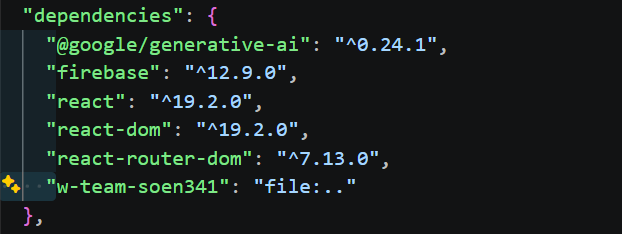 "dependencies": {
"@google/generative-ai": "^0.24.1",
"firebase": "^12.9.0",
"react": "^19.2.0",
"react-dom": "^19.2.0",
"react-router-dom": "^7.13.0",
"w-team-soen341": "file:.."
},